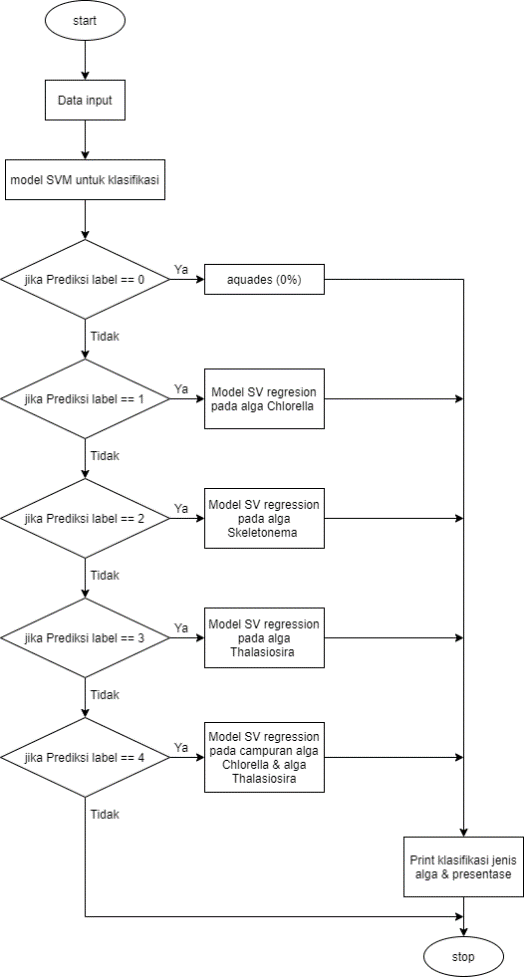 start
Data input
model SVM untuk klasifikasi
jika Prediksi label == 0
Ya
aquades (0%)
Tidak
jika Prediksi label == 1
Ya
Model SV regresion
pada alga Chlorella
Tidak
jika Prediksi label == 2
Ya
Model SV regression
pada alga
Skeletonema
Tidak
jika Prediksi label == 3
Ya
Model SV regression
pada alga
Thalasiosira
Tidak
jika Prediksi label == 4
Ya
Model SV regression
pada campuran alga
Chlorella & alga
Thalasiosira
Tidak
Print klasifikasi jenis
alga & presentase
stop